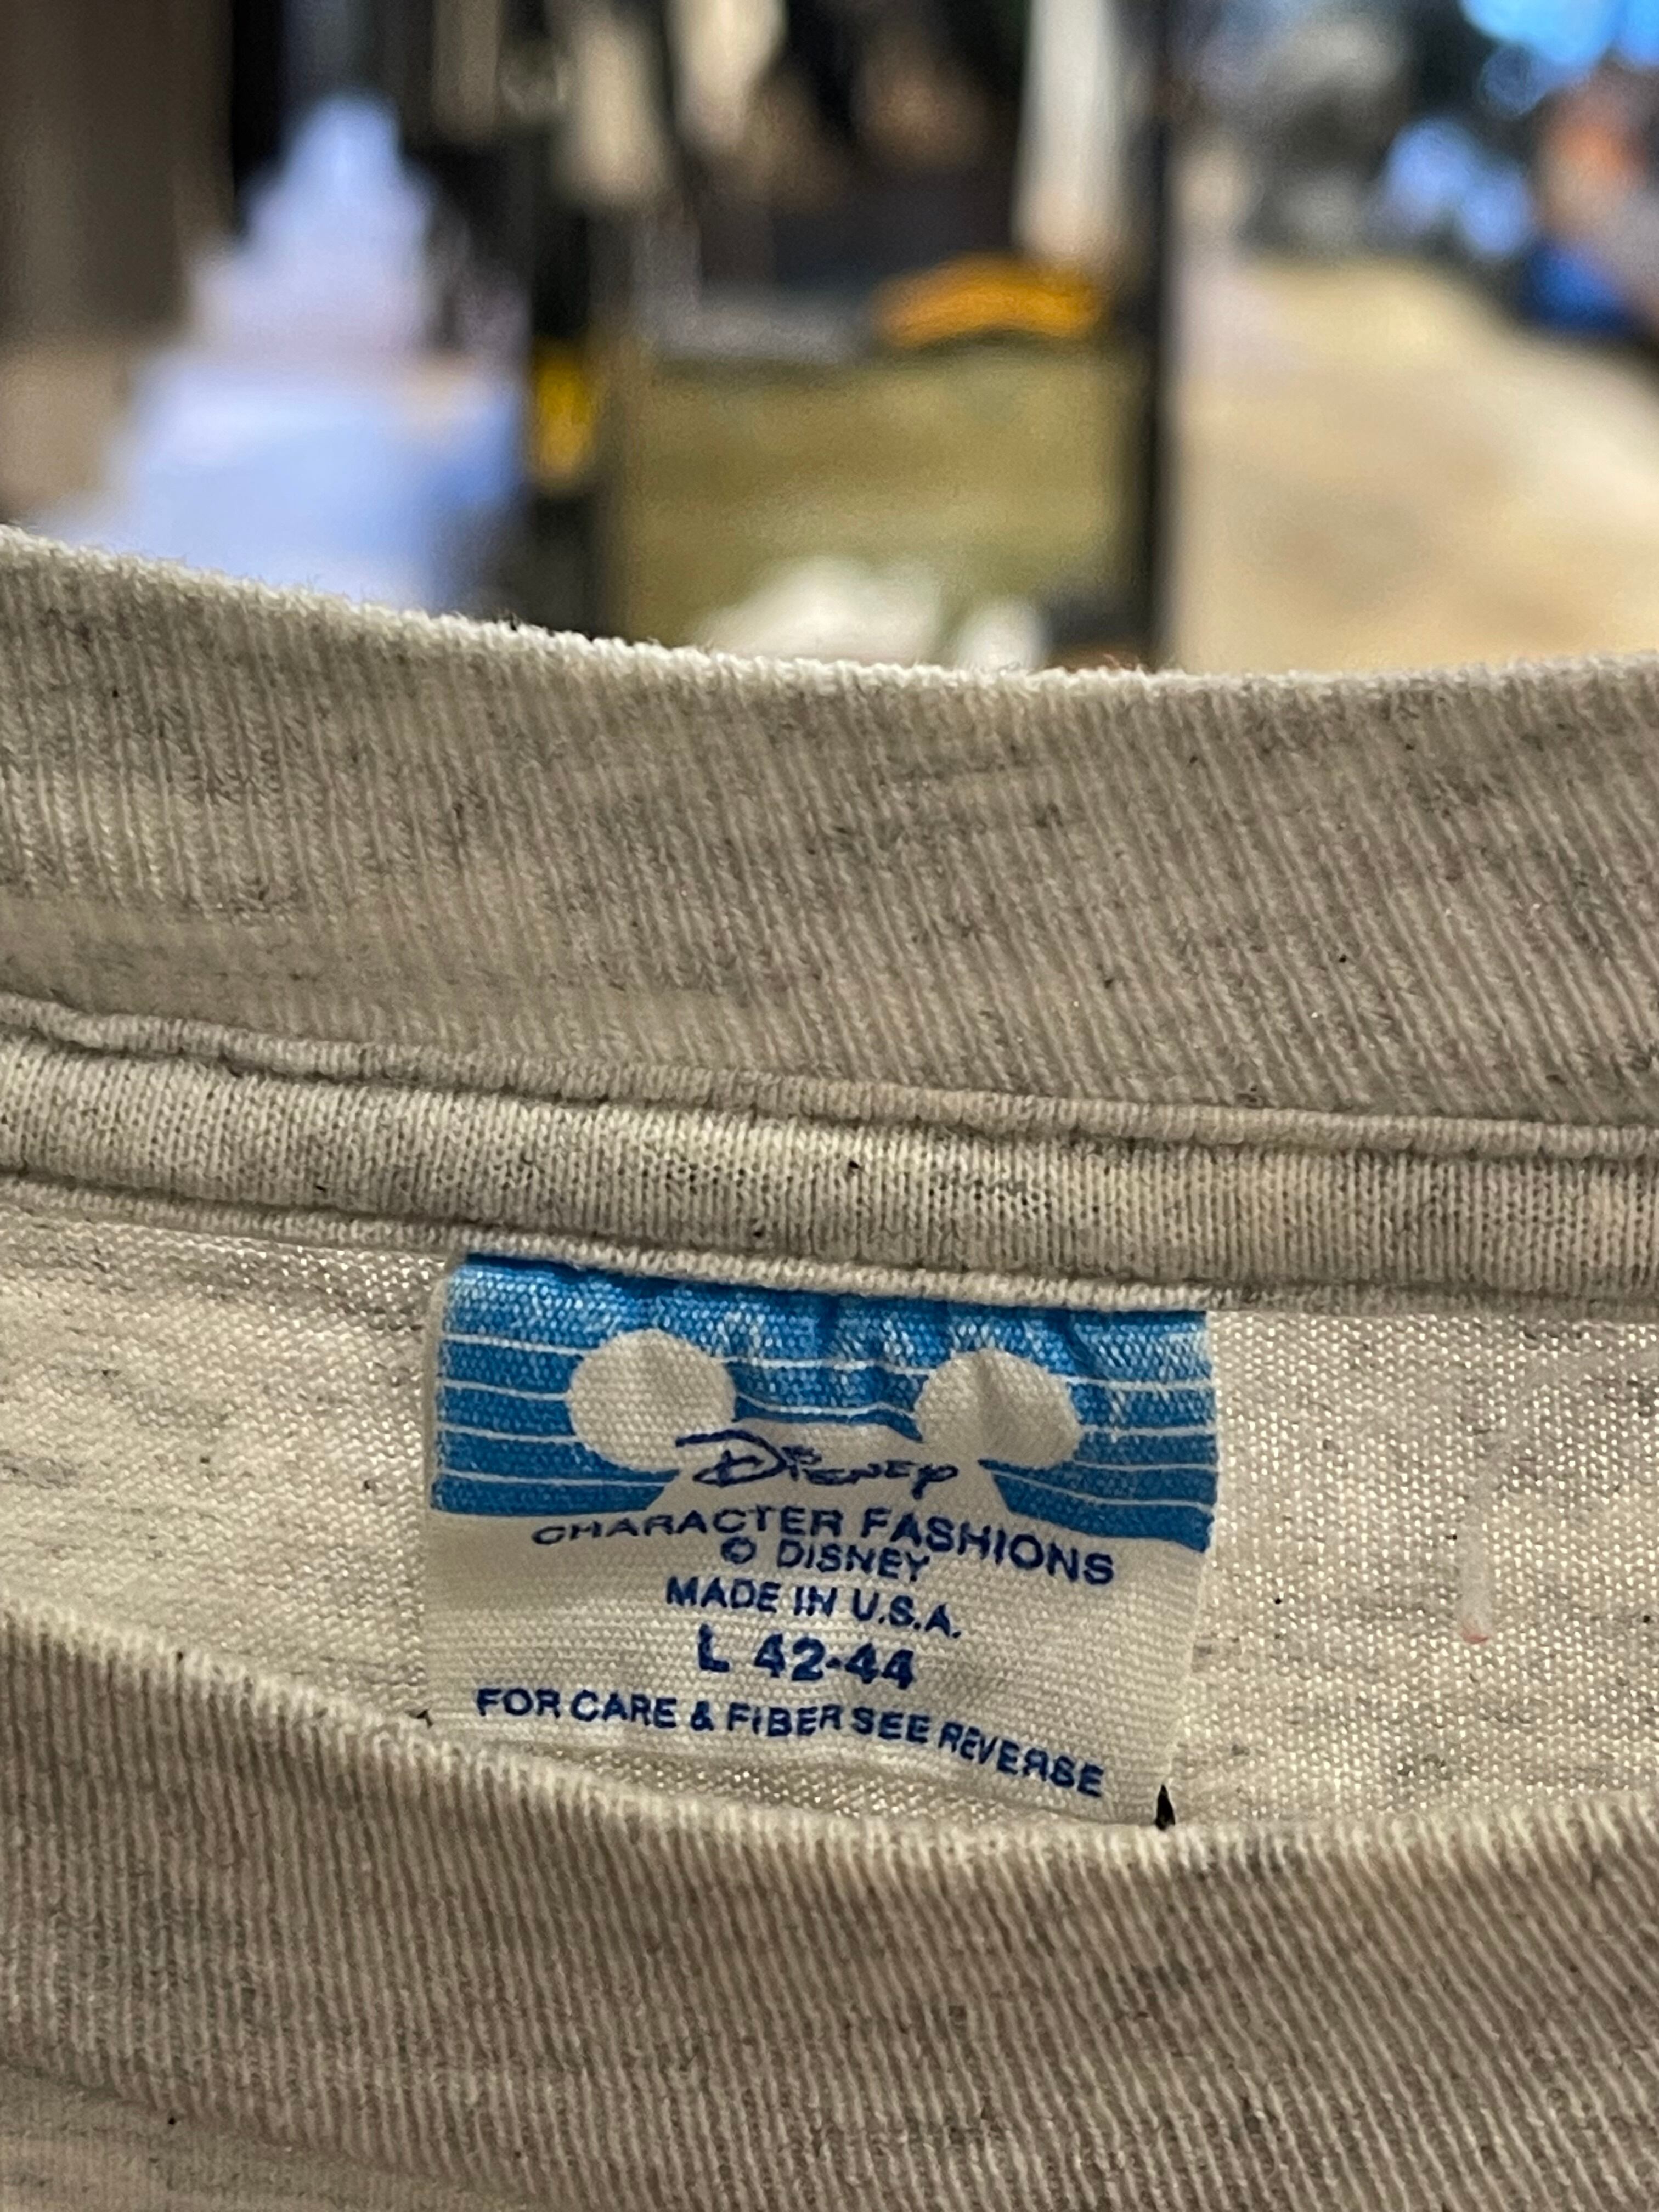 Disney
CHARACTER FASHIONS
© DISNEY
MADE IN U.S.A.
L 42-44
FOR CARE & FIBER SEE REVERSE